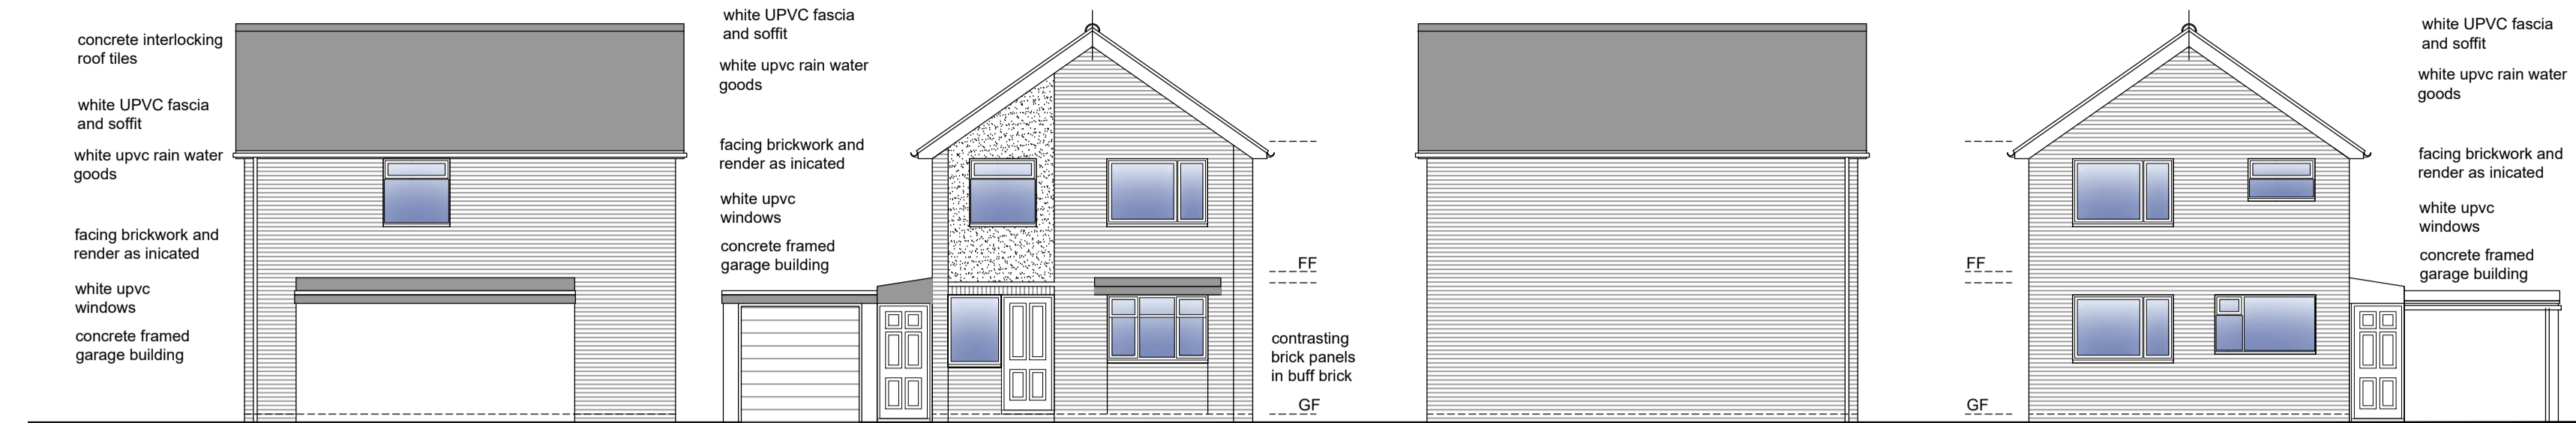 concrete interlocking
roof tiles
white UPVC fascia
and soffit
white upvc rain water
goods
facing brickwork and
render as inicated
white upvc
windows
concrete framed
garage building
white UPVC fascia
and soffit
white upvc rain water
goods
facing brickwork and
render as inicated
white upvc
windows
concrete framed
garage building
FF
contrasting
brick panels
in buff brick
GF
FF
GF
white UPVC fascia
and soffit
white upvc rain water
goods
facing brickwork and
render as inicated
white upvc
windows
concrete framed
garage building